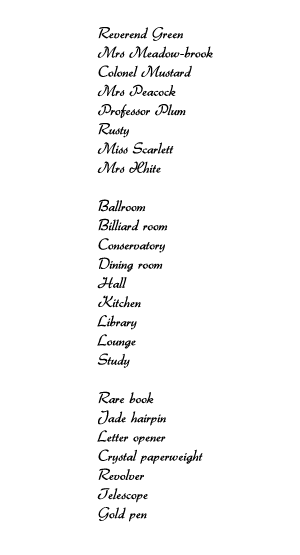 Reverend Green
Mrs Meadow-brook
Colonel Mustard
Mrs Peacock
Professor Plum
Rusty
Miss Scarlett
Mrs White

Ballroom
Billiard room
Conservatory
Dining room
Hall
Kitchen
Library
Lounge
Study

Rare book
Jade hairpin
Letter opener
Crystal paperweight
Revolver
Telescope
Gold pen